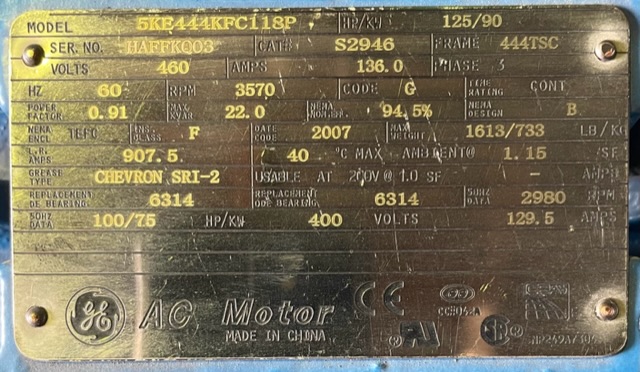 MODEL 5KE444KFC118P HP/KW 125/90
SER. NO. HAFFKQ03 CAT# S2946 FRAME 444TSC
VOLTS 460 AMPS 136.0 PHASE 3
HZ 60 RPM 3570 CODE G TIME RATING CONT
POWER FACTOR 0.91 MAX. KVAR 22.0 NEMA NOM. EFF. 94.5% NEMA DESIGN B
NEMA ENCL TEFC INS. CLASS F DATE CODE 2007 MAX WEIGHT 1613/733 LB/KG
L.R. AMPS 907.5 40 °C MAX AMBIENT@ 1.15 SF
GREASE TYPE CHEVRON SRI-2 USABLE AT 200V @ 1.0 SF - AMPS
REPLACEMENT DE BEARING. 6314 REPLACEMENT ODE BEARING. 6314 50HZ DATA 2980 RPM
50HZ DATA 100/75 HP/KW 400 VOLTS 129.5 AMPS
GE AC Motor CE
MADE IN CHINA